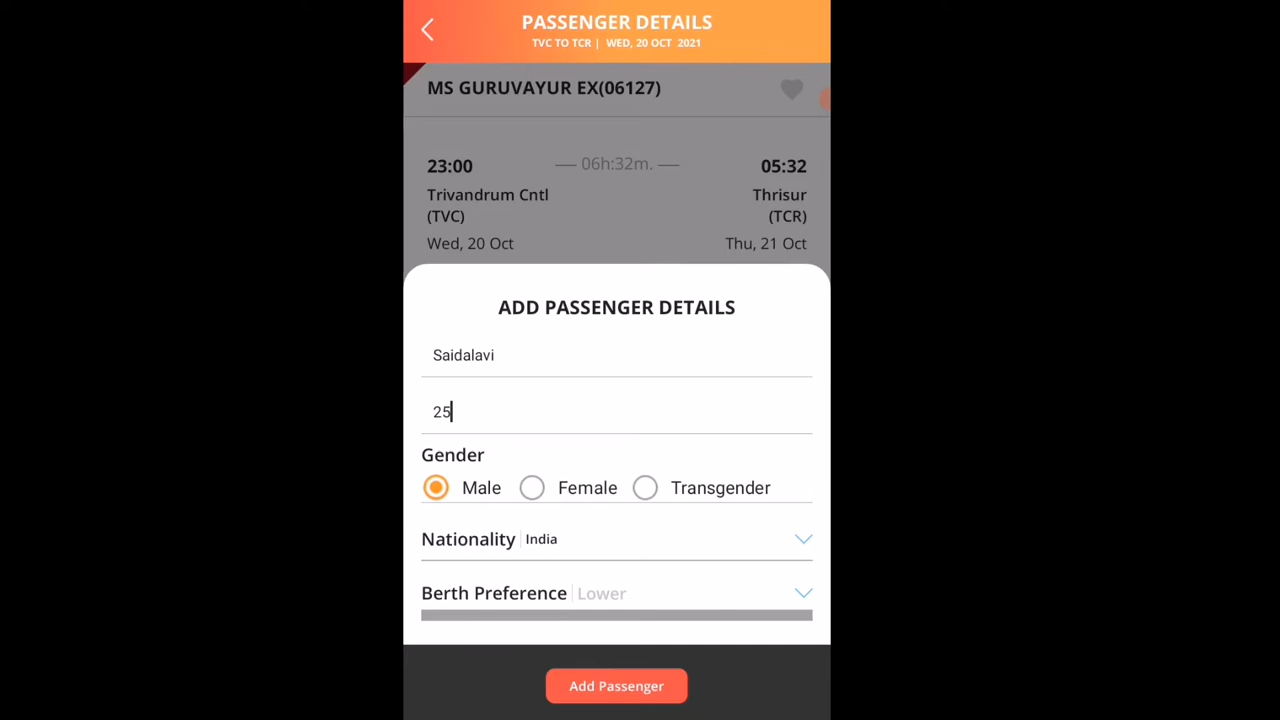 PASSENGER DETAILS
TVC TO TCR | WED, 20 OCT 2021
MS GURUVAYUR EX(06127)
23:00 — 06h:32m. — 05:32
Trivandrum Cntl Thrisur
(TVC) (TCR)
Wed, 20 Oct Thu, 21 Oct
ADD PASSENGER DETAILS
Saidalavi
25
Gender
Male Female Transgender
Nationality India
Berth Preference Lower
Add Passenger